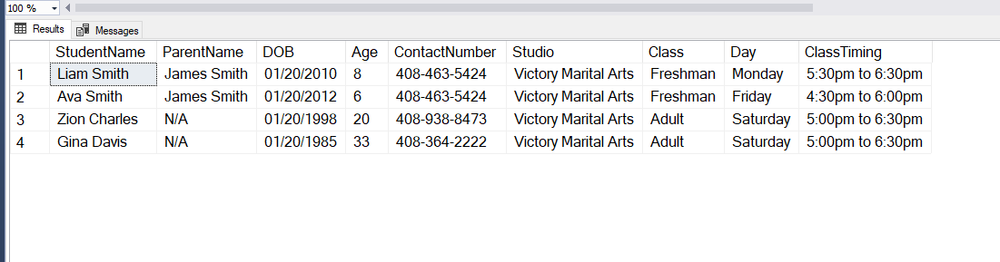 100 %
Results Messages
StudentName ParentName DOB Age ContactNumber Studio Class Day ClassTiming
1 Liam Smith James Smith 01/20/2010 8 408-463-5424 Victory Marital Arts Freshman Monday 5:30pm to 6:30pm
2 Ava Smith James Smith 01/20/2012 6 408-463-5424 Victory Marital Arts Freshman Friday 4:30pm to 6:00pm
3 Zion Charles N/A 01/20/1998 20 408-938-8473 Victory Marital Arts Adult Saturday 5:00pm to 6:30pm
4 Gina Davis N/A 01/20/1985 33 408-364-2222 Victory Marital Arts Adult Saturday 5:00pm to 6:30pm